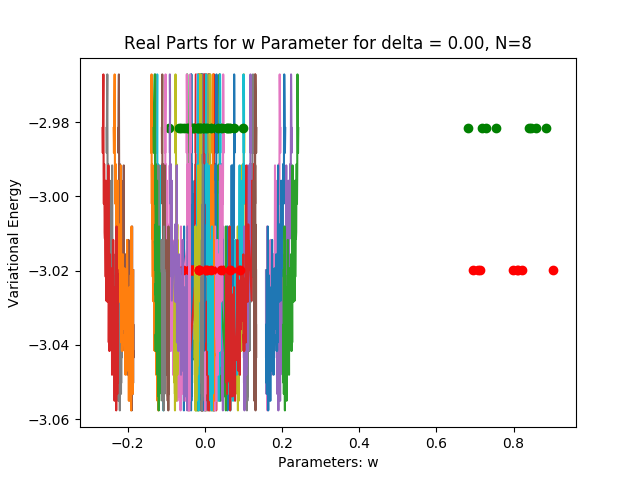 Real Parts for w Parameter for delta = 0.00, N=8
Variational Energy
−2.98
−3.00
−3.02
−3.04
−3.06
−0.2 0.0 0.2 0.4 0.6 0.8
Parameters: w